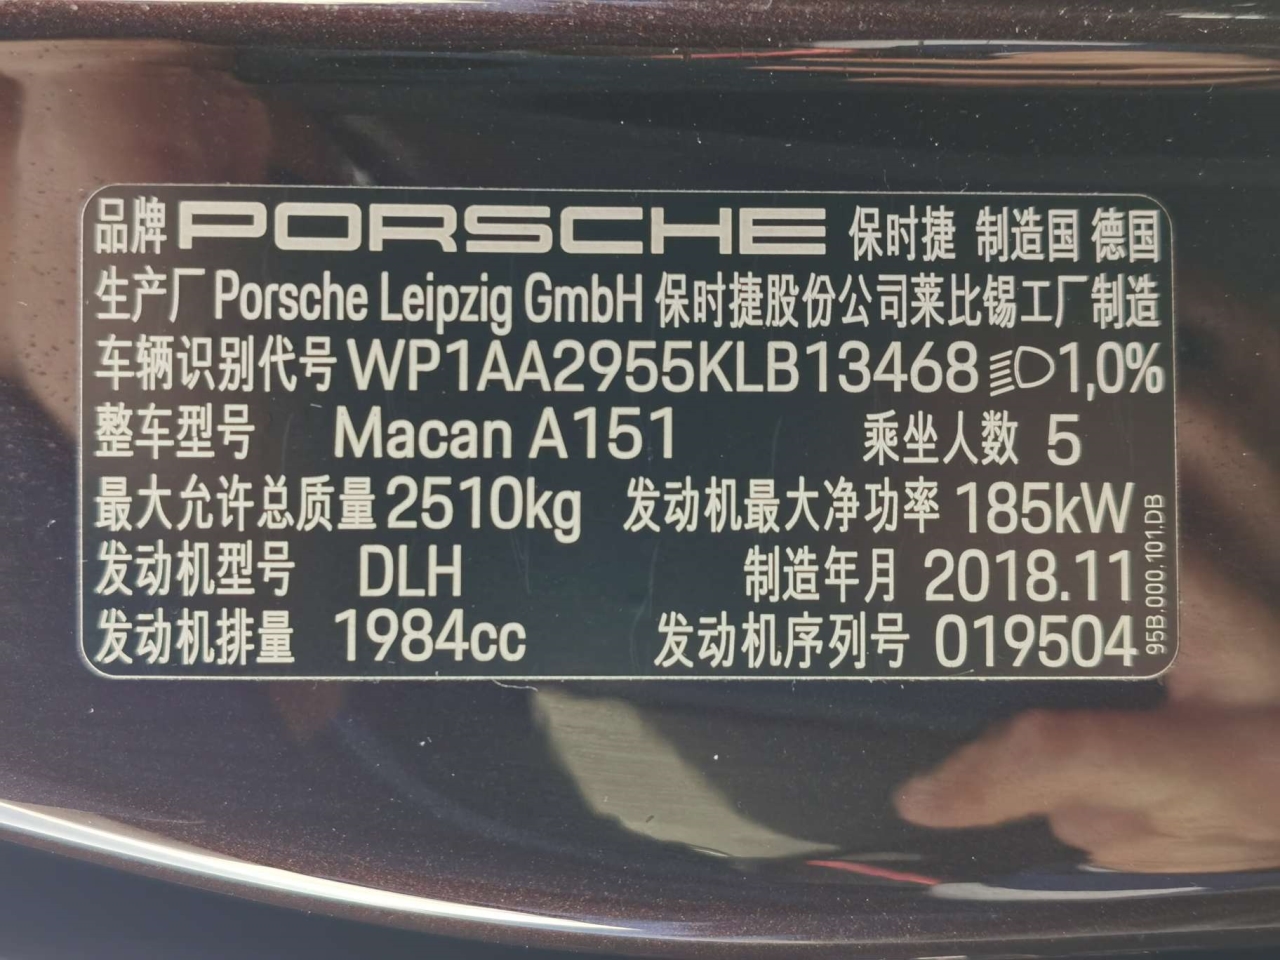 品牌 PORSCHE 保时捷 制造国 德国
生产厂 Porsche Leipzig GmbH 保时捷股份公司莱比锡工厂制造
车辆识别代号 WP1AA2955KLB13468 1,0%
整车型号 Macan A151 乘坐人数 5
最大允许总质量 2510kg 发动机最大净功率 185kW
发动机型号 DLH 制造年月 2018.11
发动机排量 1984cc 发动机序列号 019504
95B.000.101.DB